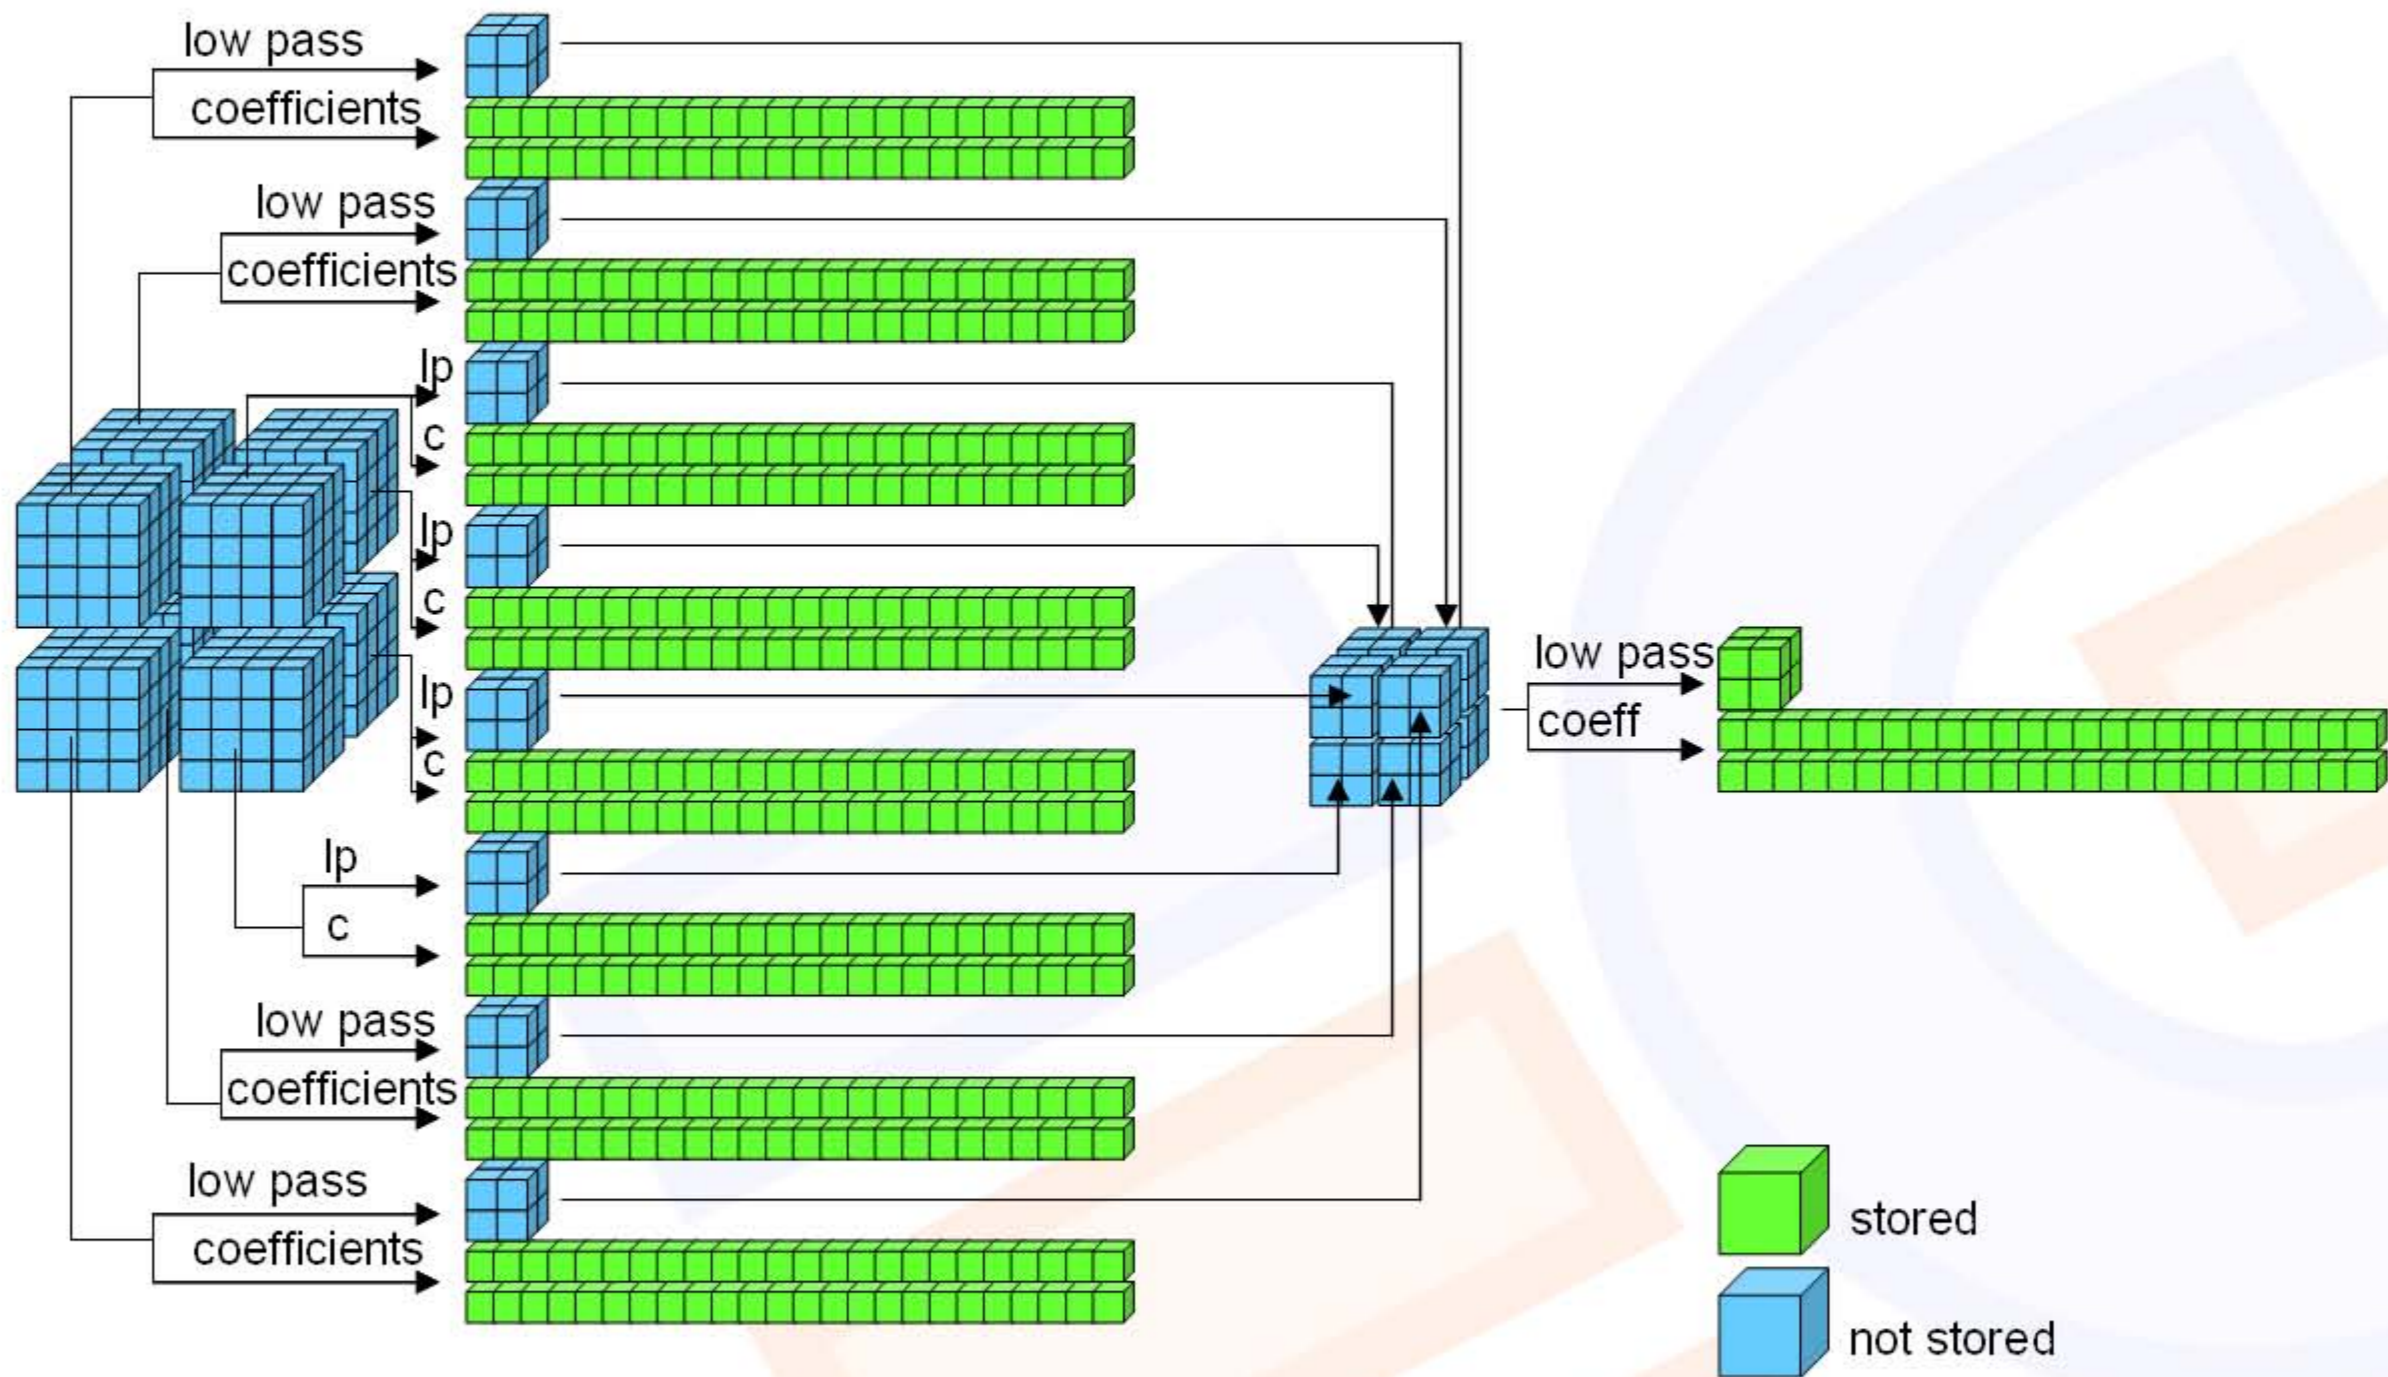 low pass
coefficients
low pass
coefficients
lp
c
lp
c
lp
c
lp
c
low pass
coefficients
low pass
coefficients
low pass
coeff
stored
not stored